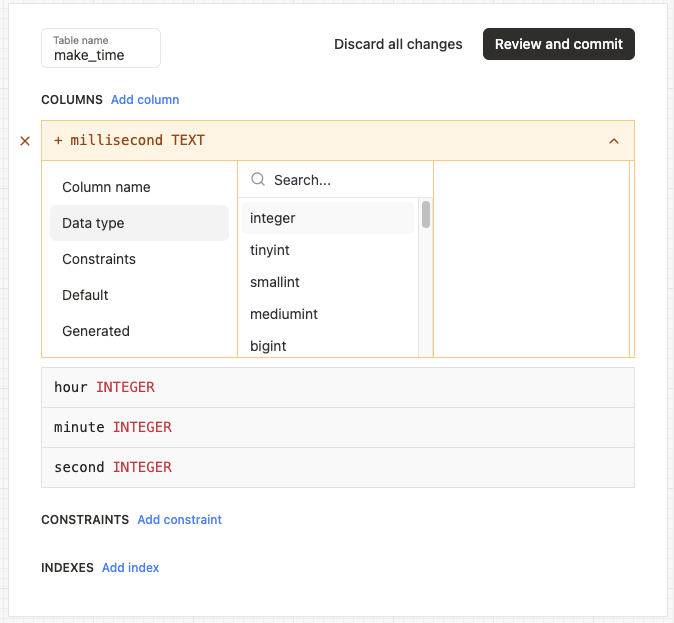 Table name
make_time
Discard all changes
Review and commit
COLUMNS Add column
+ millisecond TEXT
Column name
Data type
Constraints
Default
Generated
Search...
integer
tinyint
smallint
mediumint
bigint
hour INTEGER
minute INTEGER
second INTEGER
CONSTRAINTS Add constraint
INDEXES Add index